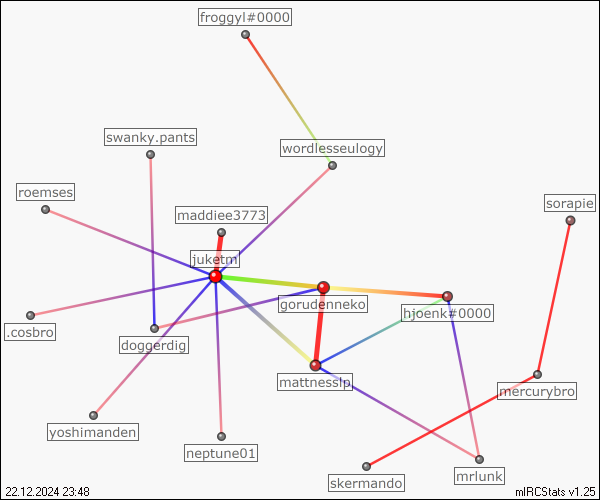 froggyl#0000
swanky.pants
wordlesseulogy
roemses
sorapie
maddiee3773
juketm
gorudenneko
hjoenk#0000
.cosbro
doggerdig
mattnesslp
mercurybro
yoshimanden
neptune01
skermando
mrlunk
22.12.2024 23:48
mIRCStats v1.25